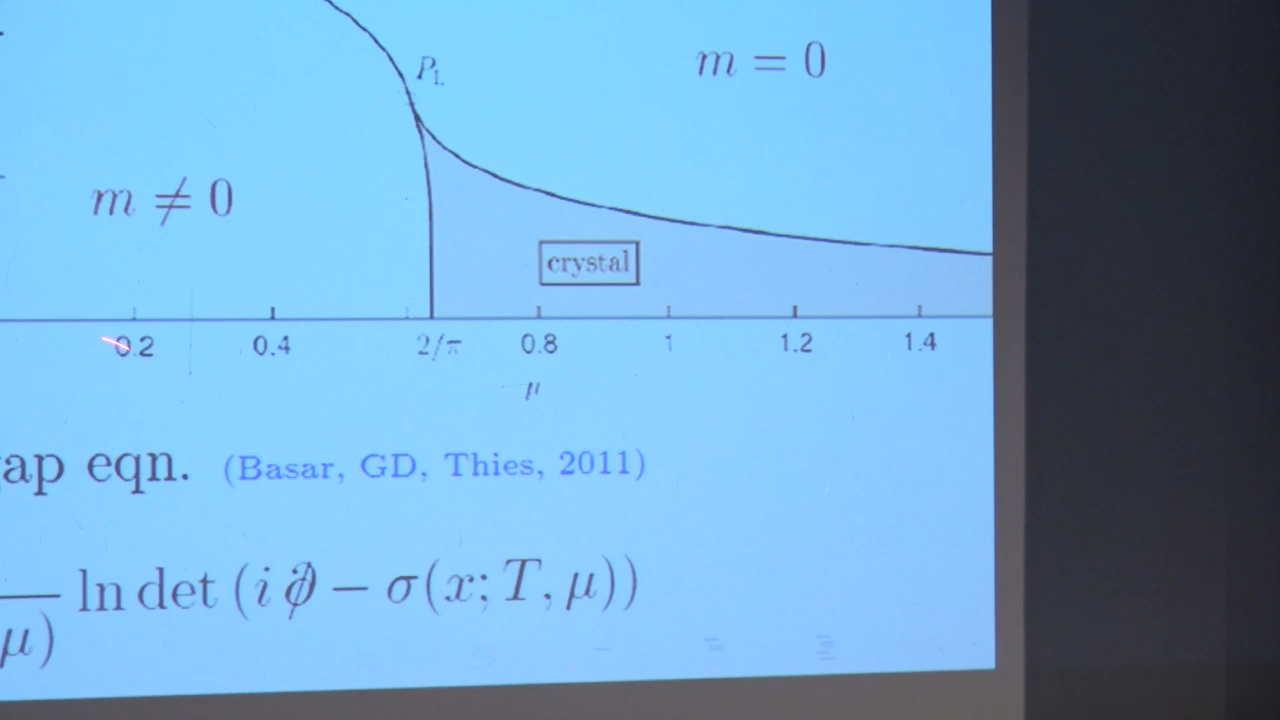 m = 0
P_L
m ≠ 0
crystal
0.2 0.4 2/π 0.8 1 1.2 1.4
μ
gap eqn. (Basar, GD, Thies, 2011)
ln det (i ∂̸ − σ(x; T, μ))
μ)